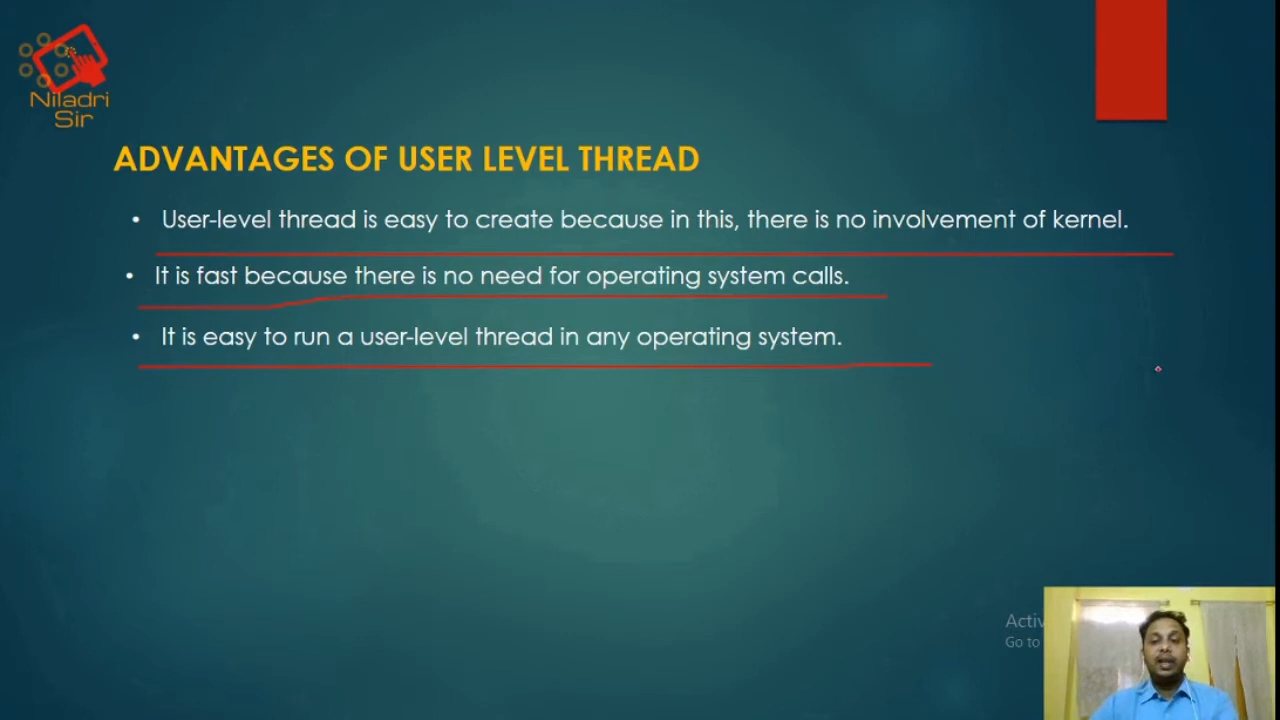 Niladri
Sir
ADVANTAGES OF USER LEVEL THREAD
• User-level thread is easy to create because in this, there is no involvement of kernel.
• It is fast because there is no need for operating system calls.
• It is easy to run a user-level thread in any operating system.
Activ
Go to